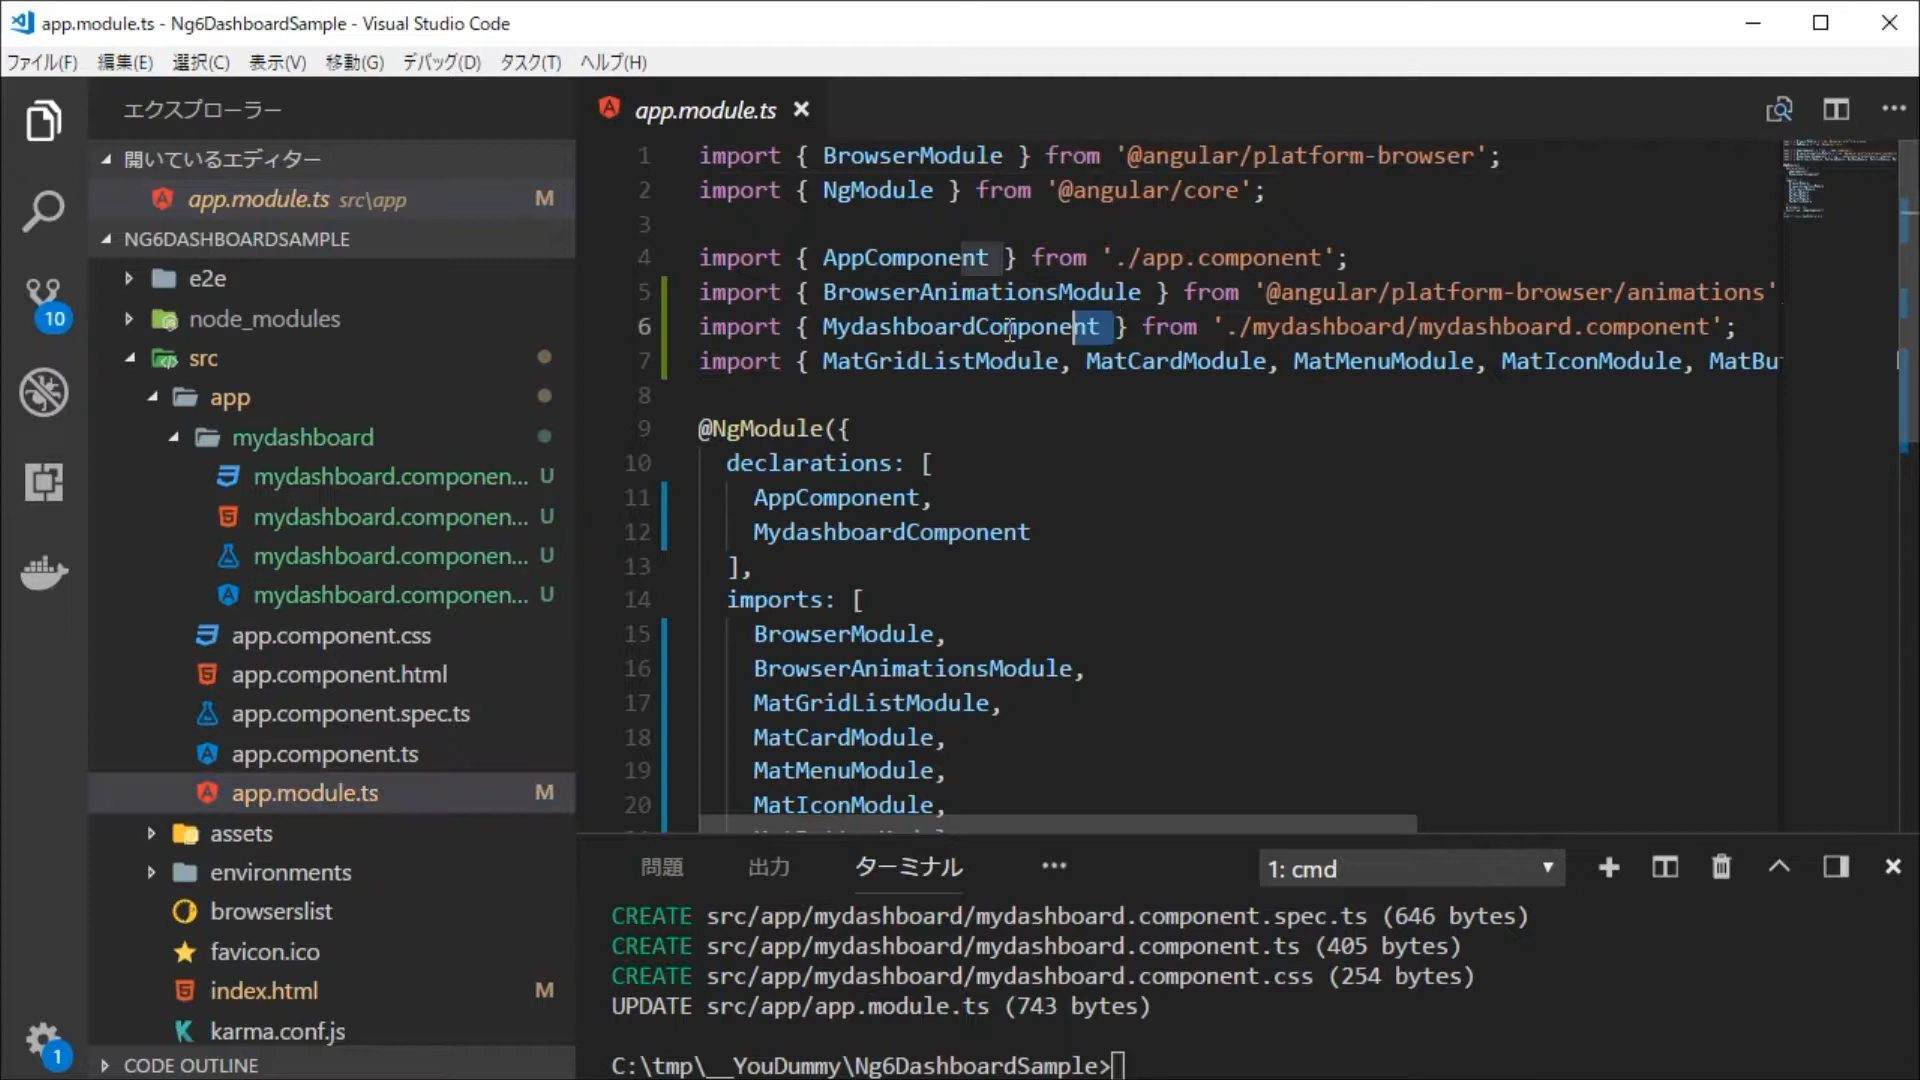 app.module.ts - Ng6DashboardSample - Visual Studio Code
ファイル(F) 編集(E) 選択(C) 表示(V) 移動(G) デバッグ(D) タスク(T) ヘルプ(H)
エクスプローラー
開いているエディター
app.module.ts src\app M
NG6DASHBOARDSAMPLE
e2e
node_modules
src
app
mydashboard
mydashboard.componen... U
mydashboard.componen... U
mydashboard.componen... U
mydashboard.componen... U
app.component.css
app.component.html
app.component.spec.ts
app.component.ts
app.module.ts M
assets
environments
browserslist
favicon.ico
index.html M
karma.conf.js
CODE OUTLINE
10
1
app.module.ts
1 import { BrowserModule } from '@angular/platform-browser';
2 import { NgModule } from '@angular/core';
3
4 import { AppComponent } from './app.component';
5 import { BrowserAnimationsModule } from '@angular/platform-browser/animations'
6 import { MydashboardComponent } from './mydashboard/mydashboard.component';
7 import { MatGridListModule, MatCardModule, MatMenuModule, MatIconModule, MatBu
8
9 @NgModule({
10 declarations: [
11 AppComponent,
12 MydashboardComponent
13 ],
14 imports: [
15 BrowserModule,
16 BrowserAnimationsModule,
17 MatGridListModule,
18 MatCardModule,
19 MatMenuModule,
20 MatIconModule,
問題 出力 ターミナル ••• 1: cmd
CREATE src/app/mydashboard/mydashboard.component.spec.ts (646 bytes)
CREATE src/app/mydashboard/mydashboard.component.ts (405 bytes)
CREATE src/app/mydashboard/mydashboard.component.css (254 bytes)
UPDATE src/app/app.module.ts (743 bytes)
C:\tmp\__YouDummy\Ng6DashboardSample>